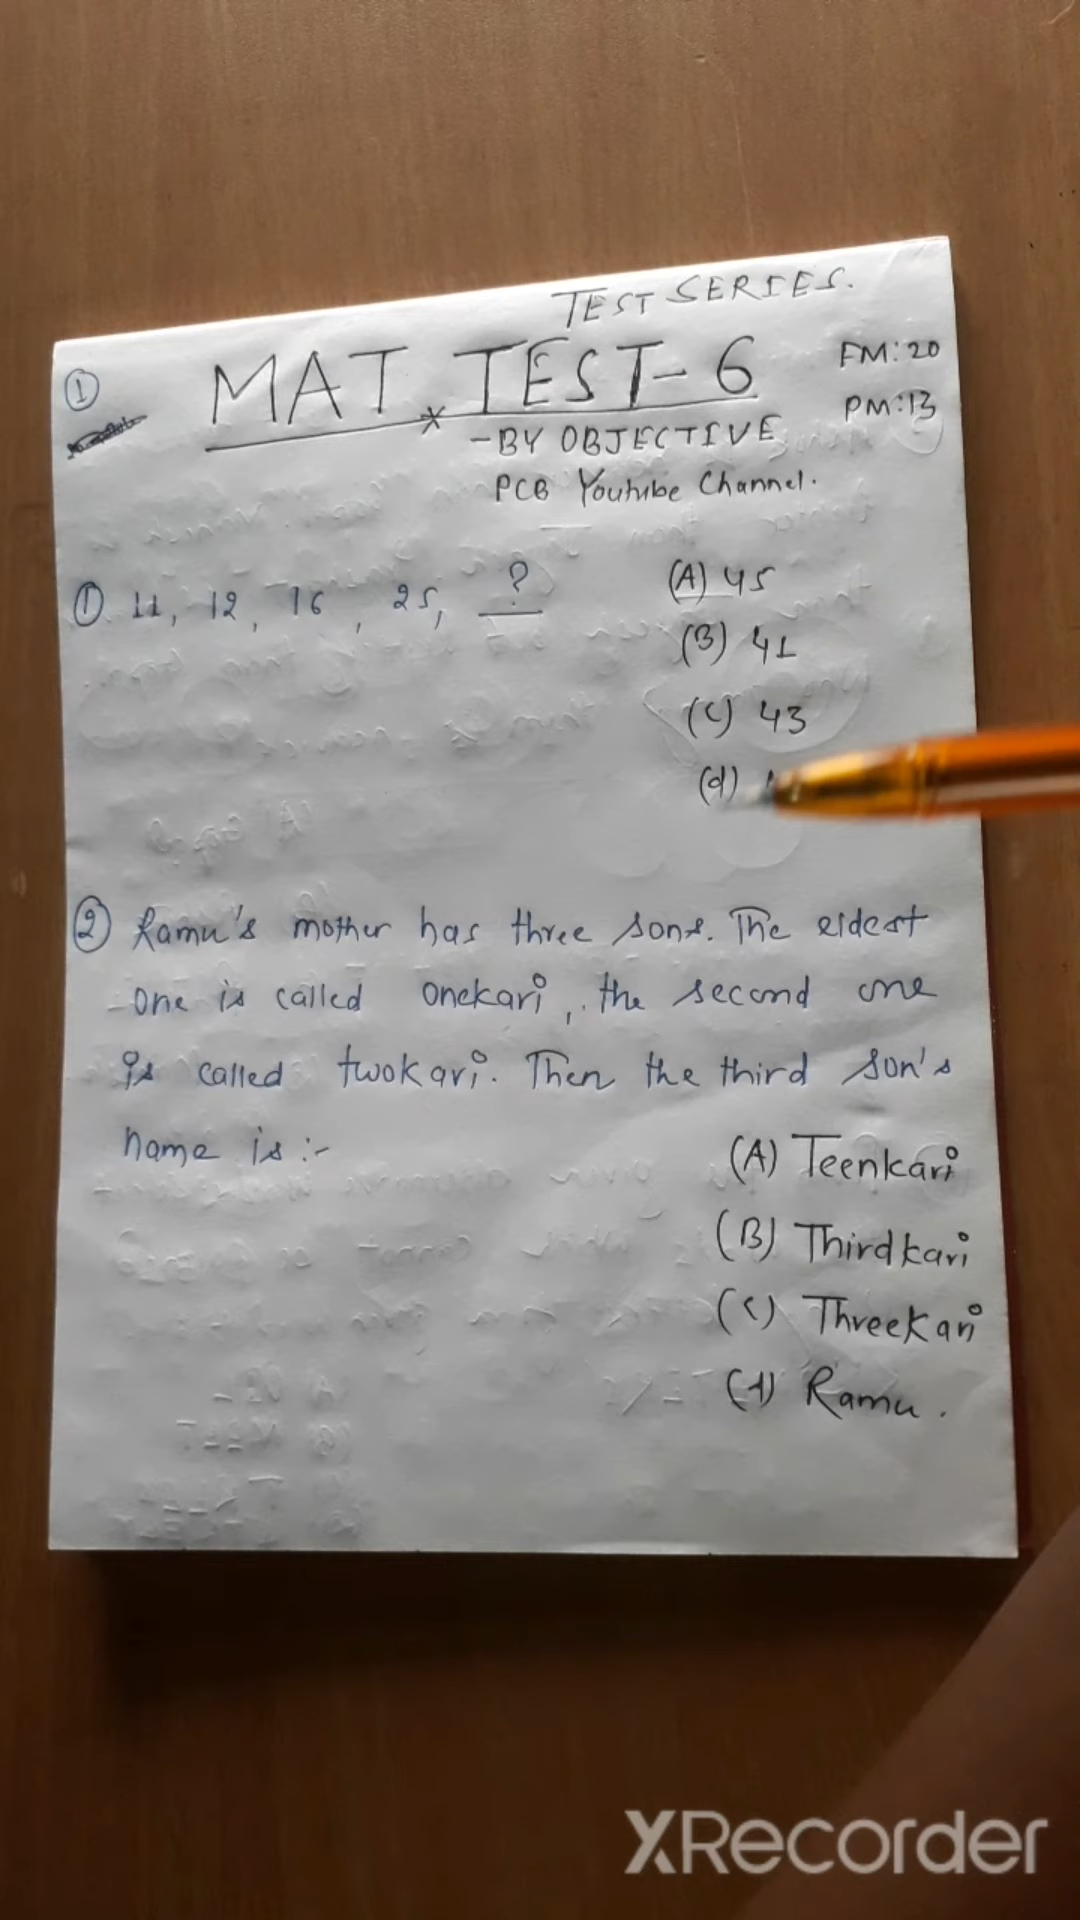 TEST SERIES.
①
MAT TEST-6
FM:20
PM:13
-BY OBJECTIVE
PCB Youtube Channel.
① 11, 12, 16, 25, ?
(A) 45
(B) 41
(C) 43
(d)
② Ramu's mother has three sons. The eldest
one is called onekari, the second one
is called twokari. Then the third son's
name is :-
(A) Teenkari
(B) Thirdkari
(C) Threekari
(d) Ramu.
XRecorder